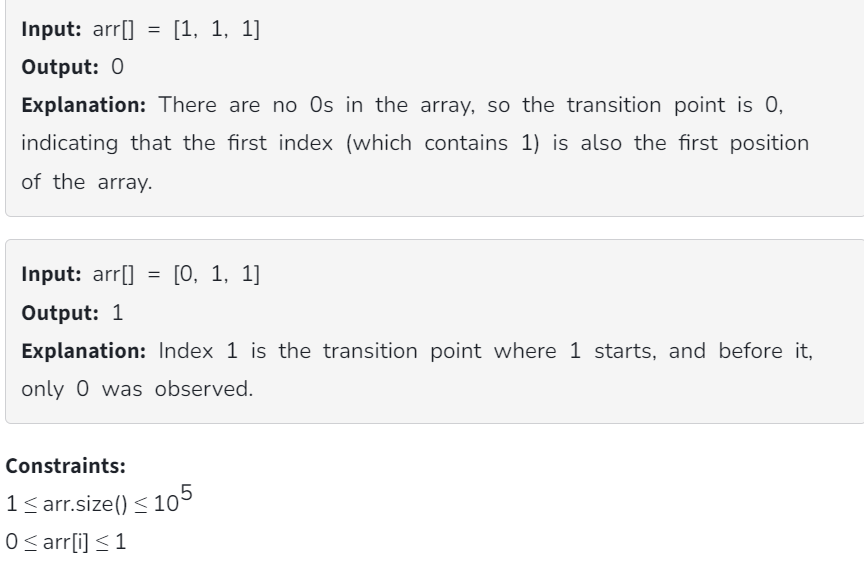 Input: arr[] = [1, 1, 1]
Output: 0
Explanation: There are no 0s in the array, so the transition point is 0,
indicating that the first index (which contains 1) is also the first position
of the array.
Input: arr[] = [0, 1, 1]
Output: 1
Explanation: Index 1 is the transition point where 1 starts, and before it,
only 0 was observed.
Constraints:
1 ≤ arr.size() ≤ 10⁵
0 ≤ arr[i] ≤ 1